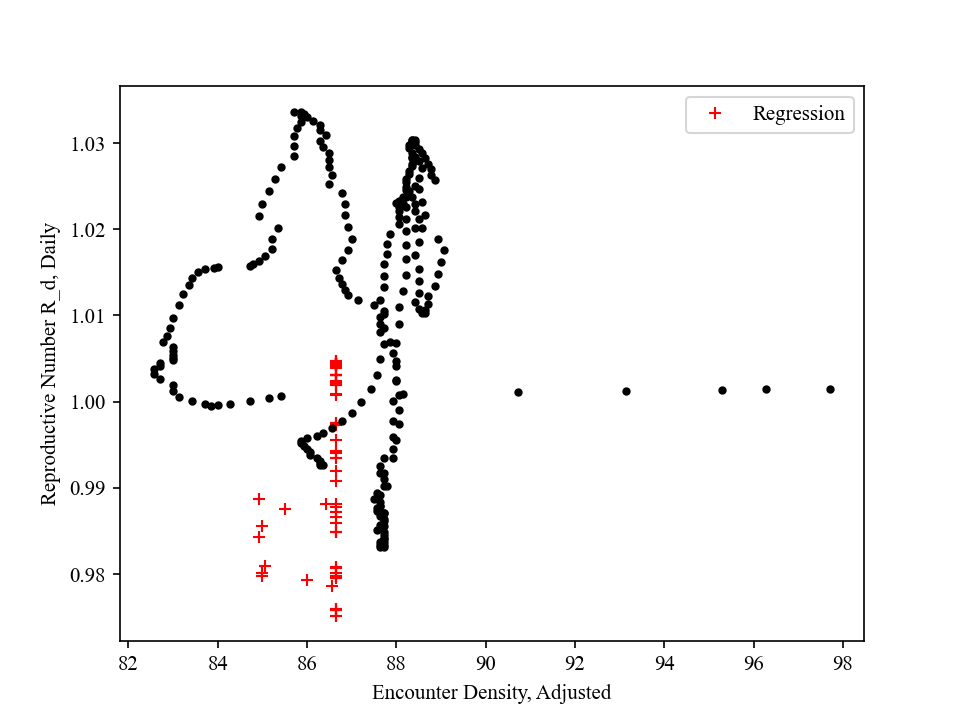 Regression
1.03
1.02
1.01
1.00
0.99
0.98
Reproductive Number R_d, Daily
82 84 86 88 90 92 94 96 98
Encounter Density, Adjusted